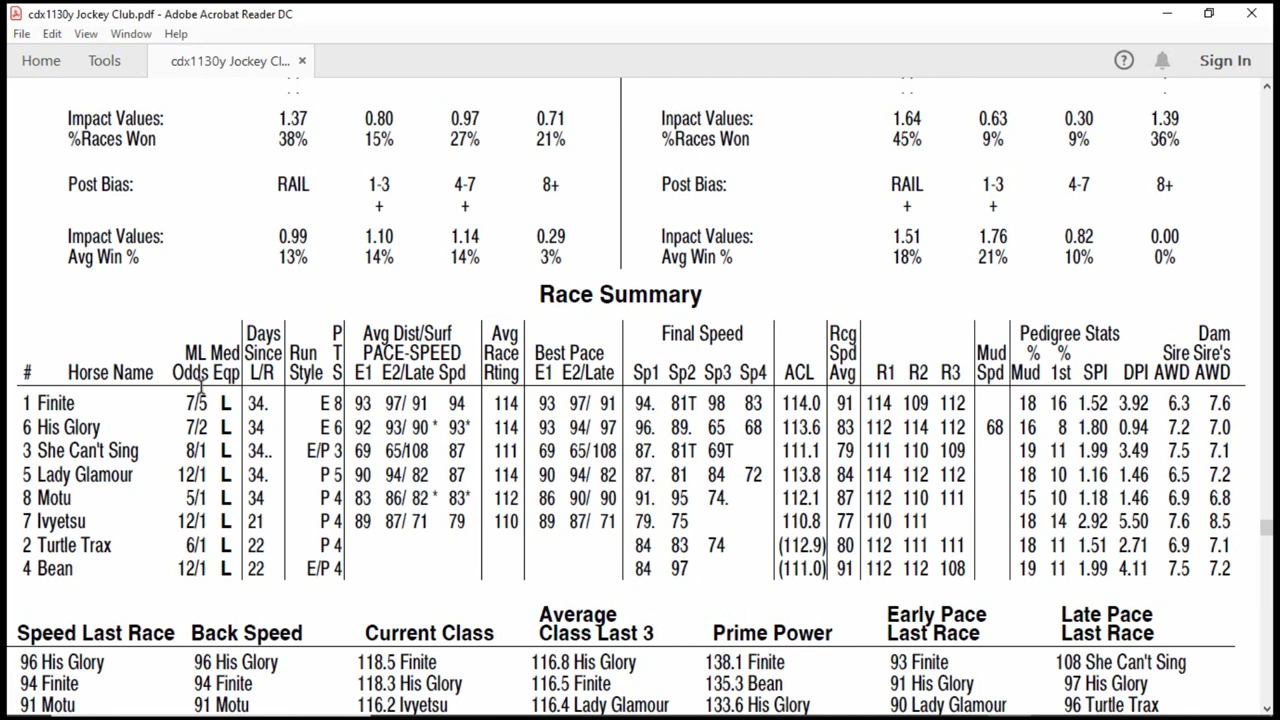 cdx1130y Jockey Club.pdf - Adobe Acrobat Reader DC
File Edit View Window Help
Home Tools cdx1130y Jockey Cl... × ? Sign In
Impact Values: 1.37 0.80 0.97 0.71 Inpact Values: 1.64 0.63 0.30 1.39
%Races Won 38% 15% 27% 21% %Races Won 45% 9% 9% 36%
Post Bias: RAIL 1-3 4-7 8+ Post Bias: RAIL 1-3 4-7 8+
+ + + +
Impact Values: 0.99 1.10 1.14 0.29 Inpact Values: 1.51 1.76 0.82 0.00
Avg Win % 13% 14% 14% 3% Avg Win % 18% 21% 10% 0%
Race Summary
Days P Avg Dist/Surf Avg Final Speed Rcg Pedigree Stats Dam
ML Med Since Run T PACE-SPEED Race Best Pace Spd Mud % % Sire Sire's
# Horse Name Odds Eqp L/R Style S E1 E2/Late Spd Rting E1 E2/Late Sp1 Sp2 Sp3 Sp4 ACL Avg R1 R2 R3 Spd Mud 1st SPI DPI AWD AWD
1 Finite 7/5 L 34. E 8 93 97/ 91 94 114 93 97/ 91 94. 81T 98 83 114.0 91 114 109 112 18 16 1.52 3.92 6.3 7.6
6 His Glory 7/2 L 34 E 6 92 93/ 90 * 93* 114 93 94/ 97 96. 89. 65 68 113.6 83 112 114 112 68 16 8 1.80 0.94 7.2 7.0
3 She Can't Sing 8/1 L 34.. E/P 3 69 65/108 87 111 69 65/108 87. 81T 69T 111.1 79 111 110 109 19 11 1.99 3.49 7.5 7.1
5 Lady Glamour 12/1 L 34. P 5 90 94/ 82 87 114 90 94/ 82 87. 81 84 72 113.8 84 114 112 112 18 10 1.16 1.46 6.5 7.2
8 Motu 5/1 L 34 P 4 83 86/ 82 * 83* 112 86 90/ 90 91. 95 74. 112.1 87 112 110 111 15 10 1.18 1.46 6.9 6.8
7 Ivyetsu 12/1 L 21 P 4 89 87/ 71 79 110 89 87/ 71 79. 75 110.8 77 110 111 18 14 2.92 5.50 7.6 8.5
2 Turtle Trax 6/1 L 22 P 4 84 83 74 (112.9) 80 112 111 111 18 11 1.51 2.71 6.9 7.1
4 Bean 12/1 L 22 E/P 4 84 97 (111.0) 91 112 112 108 19 11 1.99 4.11 7.5 7.2
Average Early Pace Late Pace
Speed Last Race Back Speed Current Class Class Last 3 Prime Power Last Race Last Race
96 His Glory 96 His Glory 118.5 Finite 116.8 His Glory 138.1 Finite 93 Finite 108 She Can't Sing
94 Finite 94 Finite 118.3 His Glory 116.5 Finite 135.3 Bean 91 His Glory 97 His Glory
91 Motu 91 Motu 116.2 Ivyetsu 116.4 Lady Glamour 133.6 His Glory 90 Lady Glamour 96 Turtle Trax